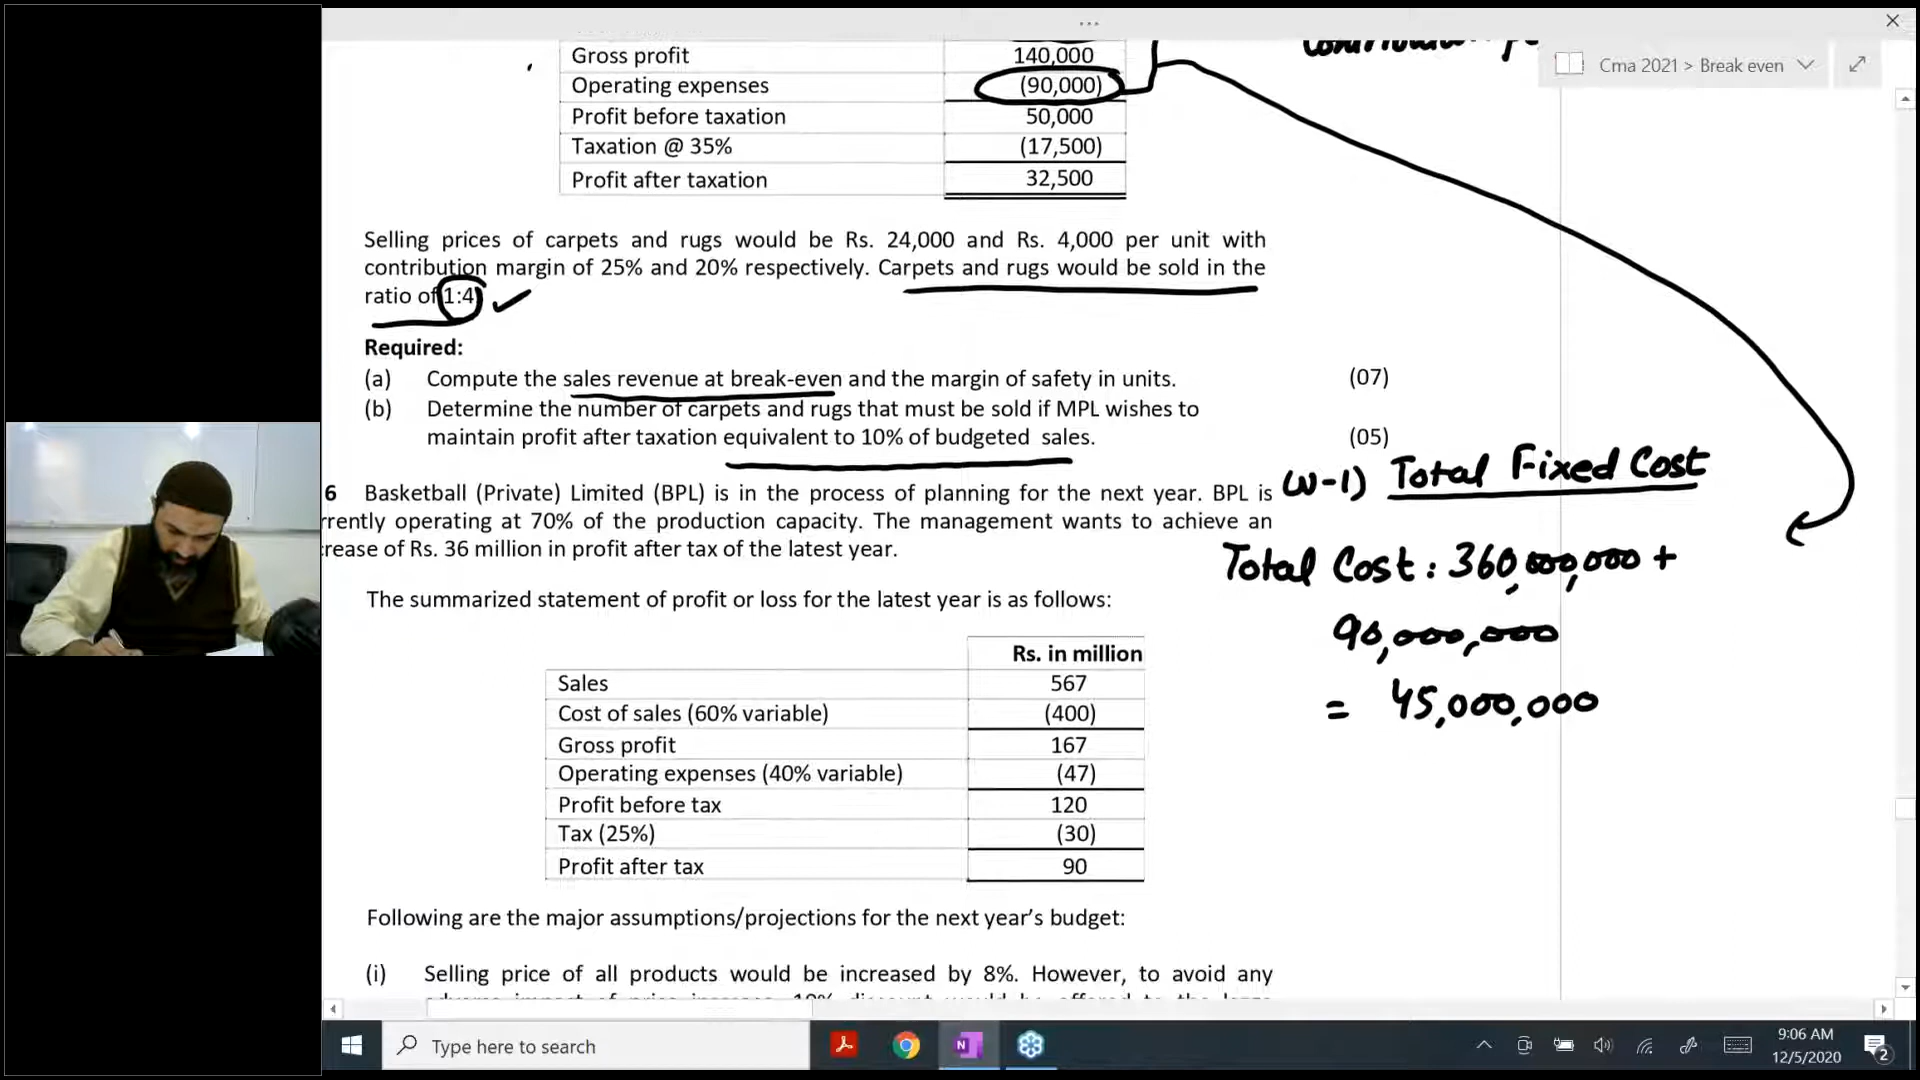 Cma 2021 > Break even
Gross profit 140,000
Operating expenses (90,000)
Profit before taxation 50,000
Taxation @ 35% (17,500)
Profit after taxation 32,500
Selling prices of carpets and rugs would be Rs. 24,000 and Rs. 4,000 per unit with
contribution margin of 25% and 20% respectively. Carpets and rugs would be sold in the
ratio of 1:4
Required:
(a) Compute the sales revenue at break-even and the margin of safety in units. (07)
(b) Determine the number of carpets and rugs that must be sold if MPL wishes to
maintain profit after taxation equivalent to 10% of budgeted sales. (05)
(W-1) Total Fixed Cost
Total Cost : 360,000,000 +
90,000,000
= 45,000,000
6 Basketball (Private) Limited (BPL) is in the process of planning for the next year. BPL is
rrently operating at 70% of the production capacity. The management wants to achieve an
crease of Rs. 36 million in profit after tax of the latest year.
The summarized statement of profit or loss for the latest year is as follows:
Rs. in million
Sales 567
Cost of sales (60% variable) (400)
Gross profit 167
Operating expenses (40% variable) (47)
Profit before tax 120
Tax (25%) (30)
Profit after tax 90
Following are the major assumptions/projections for the next year's budget:
(i) Selling price of all products would be increased by 8%. However, to avoid any
Type here to search
9:06 AM
12/5/2020
2